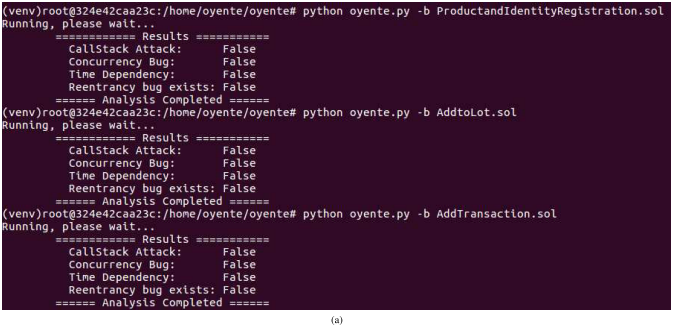 (venv)root@324e42caa23c:/home/oyente/oyente# python oyente.py -b ProductandIdentityRegistration.sol
Running, please wait...
============ Results ===========
CallStack Attack: False
Concurrency Bug: False
Time Dependency: False
Reentrancy bug exists: False
====== Analysis Completed ======
(venv)root@324e42caa23c:/home/oyente/oyente# python oyente.py -b AddtoLot.sol
Running, please wait...
============ Results ===========
CallStack Attack: False
Concurrency Bug: False
Time Dependency: False
Reentrancy bug exists: False
====== Analysis Completed ======
(venv)root@324e42caa23c:/home/oyente/oyente# python oyente.py -b AddTransaction.sol
Running, please wait...
============ Results ===========
CallStack Attack: False
Concurrency Bug: False
Time Dependency: False
Reentrancy bug exists: False
====== Analysis Completed ======
(a)